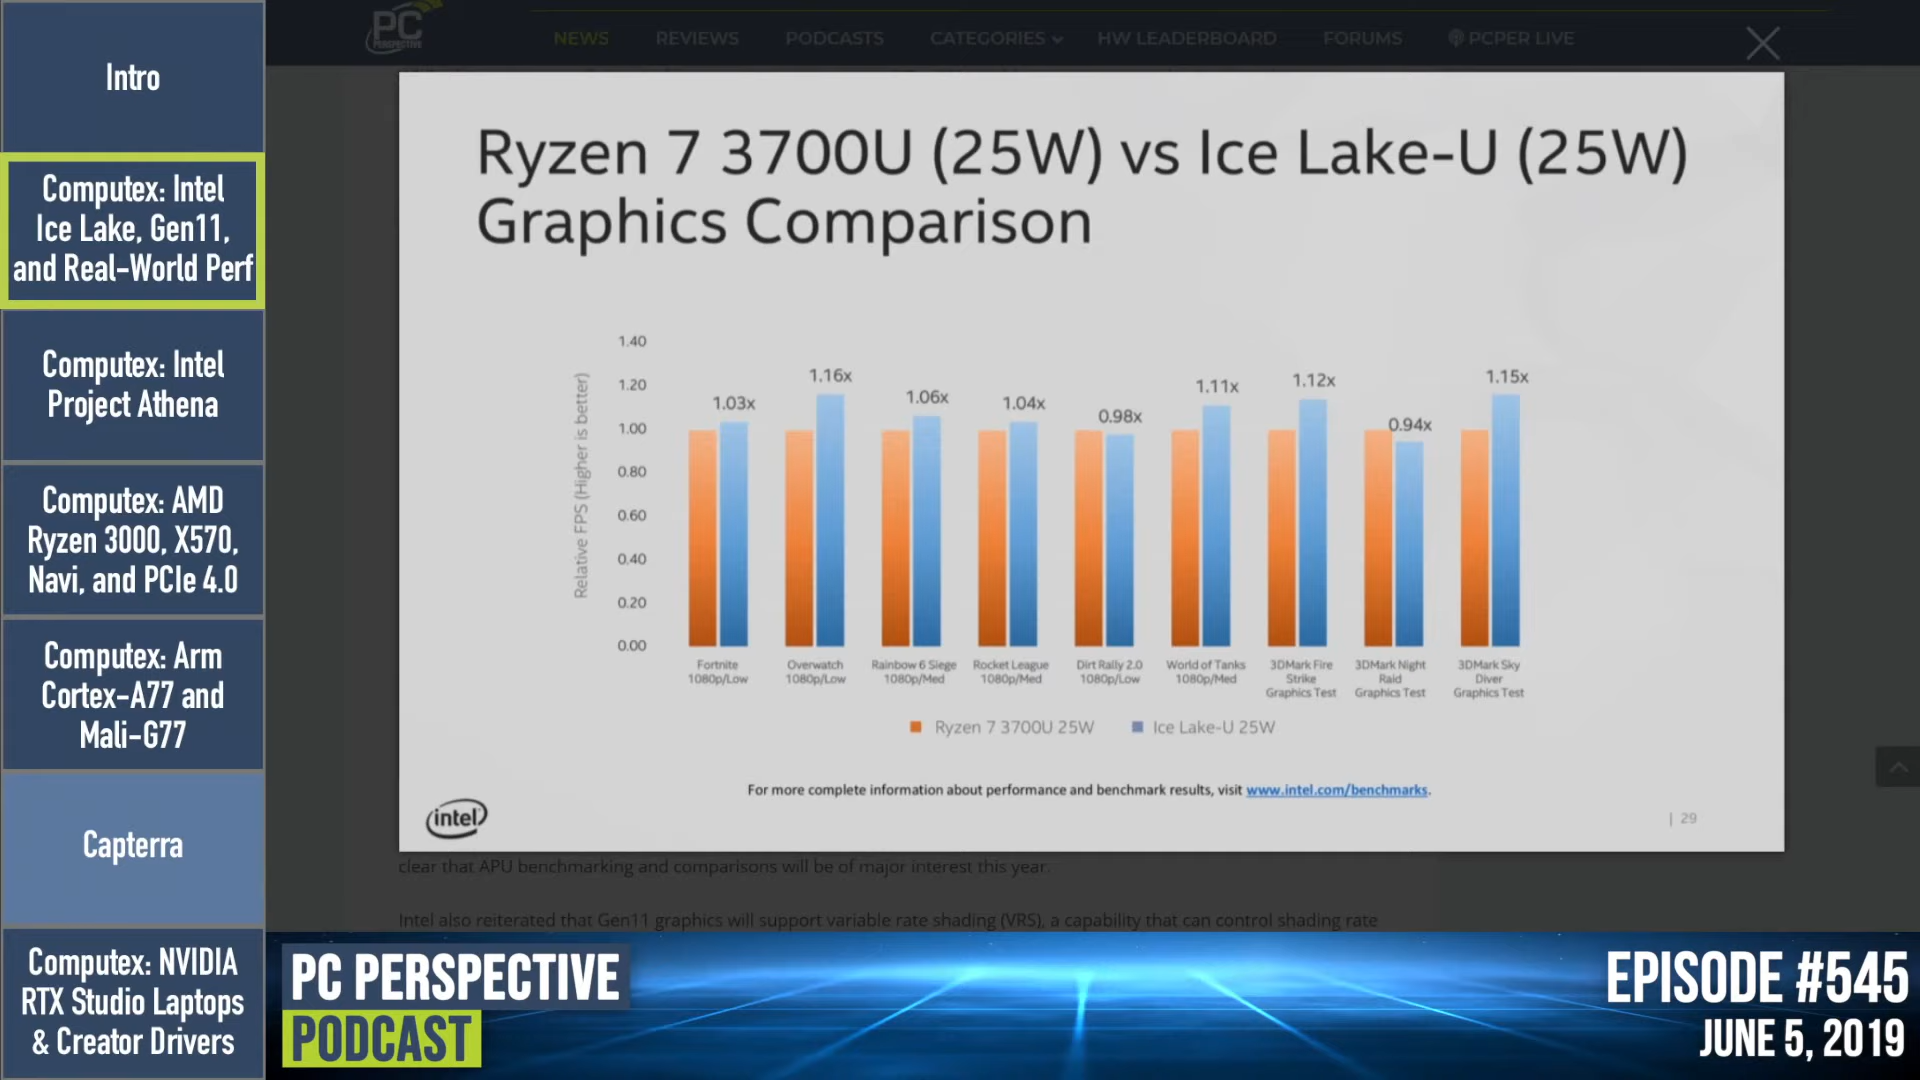 Intro
Computex: Intel
Ice Lake, Gen11,
and Real-World Perf
Computex: Intel
Project Athena
Computex: AMD
Ryzen 3000, X570,
Navi, and PCIe 4.0
Computex: Arm
Cortex-A77 and
Mali-G77
Capterra
Computex: NVIDIA
RTX Studio Laptops
& Creator Drivers
PC
PERSPECTIVE
NEWS REVIEWS PODCASTS CATEGORIES HW LEADERBOARD FORUMS PCPER LIVE
Ryzen 7 3700U (25W) vs Ice Lake-U (25W)
Graphics Comparison
Relative FPS (Higher is better)
1.40
1.20
1.00
0.80
0.60
0.40
0.20
0.00
1.03x
1.16x
1.06x
1.04x
0.98x
1.11x
1.12x
0.94x
1.15x
Fortnite
1080p/Low
Overwatch
1080p/Low
Rainbow 6 Siege
1080p/Med
Rocket League
1080p/Med
Dirt Rally 2.0
1080p/Low
World of Tanks
1080p/Med
3DMark Fire
Strike
Graphics Test
3DMark Night
Raid
Graphics Test
3DMark Sky
Diver
Graphics Test
Ryzen 7 3700U 25W Ice Lake-U 25W
For more complete information about performance and benchmark results, visit www.intel.com/benchmarks.
intel
| 29
clear that APU benchmarking and comparisons will be of major interest this year.
Intel also reiterated that Gen11 graphics will support variable rate shading (VRS), a capability that can control shading rate
PC PERSPECTIVE
PODCAST
EPISODE #545
JUNE 5, 2019